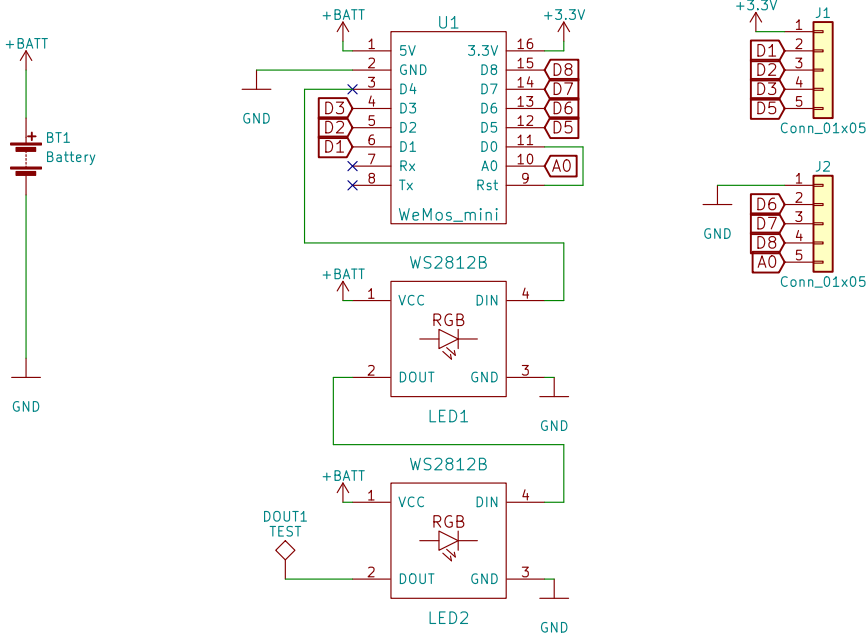 +BATT
BT1
Battery
GND
+BATT
U1
+3.3V
1 5V 3.3V 16
2 GND D8 15 D8
3 D4 D7 14 D7
D3 4 D3 D6 13 D6
D2 5 D2 D5 12 D5
D1 6 D1 D0 11
7 Rx A0 10 A0
8 Tx Rst 9
WeMos_mini
GND
WS2812B
+BATT
1 VCC DIN 4
RGB
2 DOUT GND 3
LED1
GND
WS2812B
+BATT
1 VCC DIN 4
RGB
DOUT1
TEST
2 DOUT GND 3
LED2
GND
+3.3V
J1
1
D1 2
D2 3
D3 4
D5 5
Conn_01x05
J2
1
D6 2
D7 3
D8 4
A0 5
GND
Conn_01x05